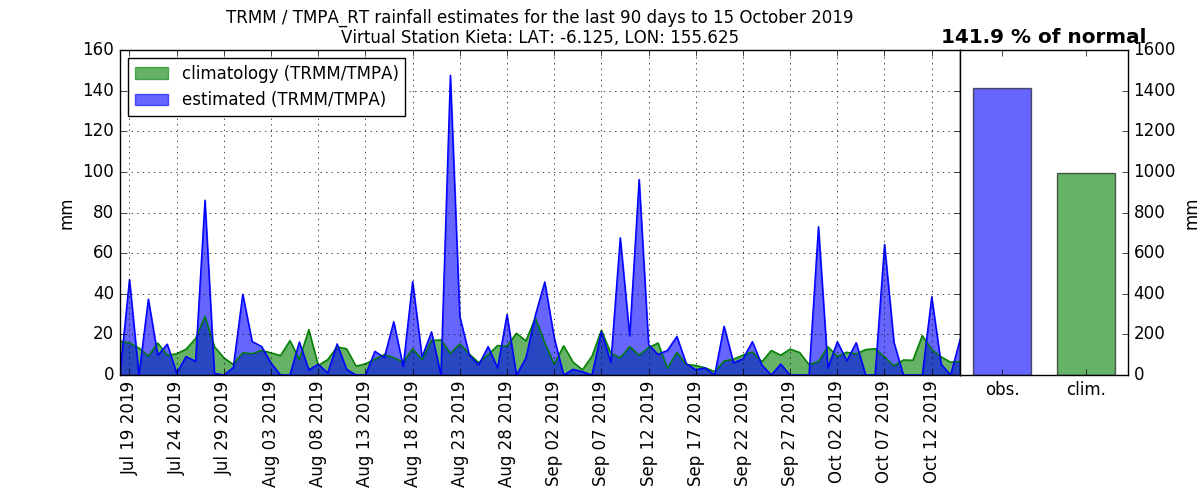 TRMM / TMPA_RT rainfall estimates for the last 90 days to 15 October 2019
Virtual Station Kieta: LAT: -6.125, LON: 155.625
141.9 % of normal
climatology (TRMM/TMPA)
estimated (TRMM/TMPA)
160
140
120
100
80
60
40
20
0
mm
Jul 19 2019
Jul 24 2019
Jul 29 2019
Aug 03 2019
Aug 08 2019
Aug 13 2019
Aug 18 2019
Aug 23 2019
Aug 28 2019
Sep 02 2019
Sep 07 2019
Sep 12 2019
Sep 17 2019
Sep 22 2019
Sep 27 2019
Oct 02 2019
Oct 07 2019
Oct 12 2019
1600
1400
1200
1000
800
600
400
200
0
mm
obs.
clim.